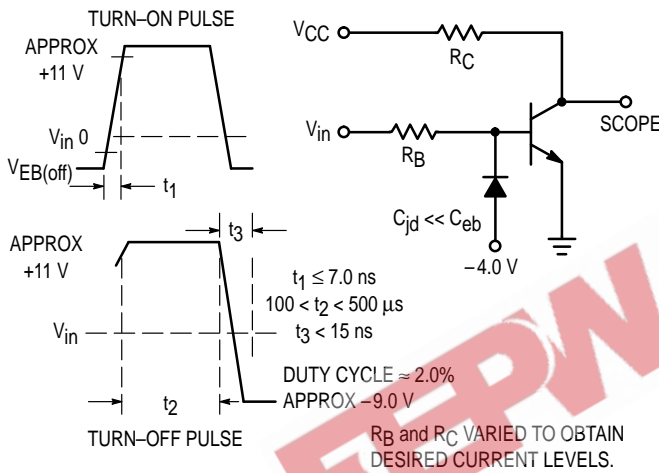 TURN–ON PULSE
APPROX
+11 V
Vin 0
VEB(off)
t1
VCC
RC
Vin
RB
SCOPE
Cjd << Ceb
–4.0 V
t3
APPROX
+11 V
t1 ≤ 7.0 ns
100 < t2 < 500 μs
t3 < 15 ns
Vin
DUTY CYCLE ≈ 2.0%
APPROX –9.0 V
t2
TURN–OFF PULSE
RB and RC VARIED TO OBTAIN
DESIRED CURRENT LEVELS.
EEPW